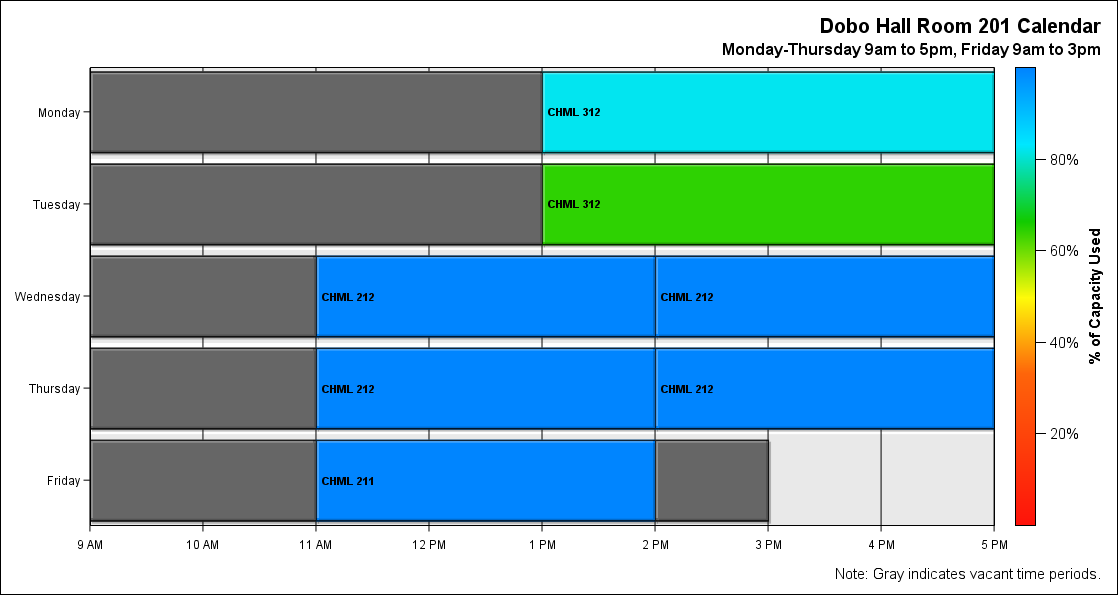 Dobo Hall Room 201 Calendar
Monday-Thursday 9am to 5pm, Friday 9am to 3pm
Monday
CHML 312
Tuesday
CHML 312
Wednesday
CHML 212
CHML 212
Thursday
CHML 212
CHML 212
Friday
CHML 211
9 AM
10 AM
11 AM
12 PM
1 PM
2 PM
3 PM
4 PM
5 PM
80%
60%
40%
20%
% of Capacity Used
Note: Gray indicates vacant time periods.